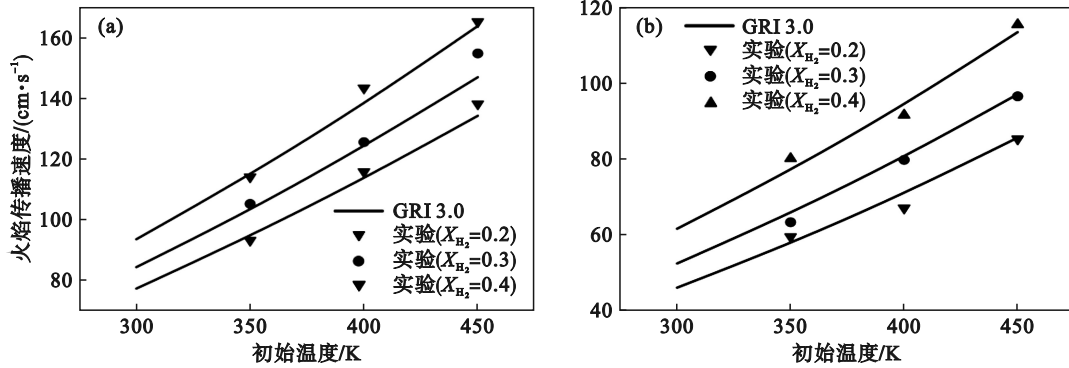 (a)
火焰传播速度/(cm·s⁻¹)
160
140
120
100
80
GRI 3.0
实验(X_H₂=0.2)
实验(X_H₂=0.3)
实验(X_H₂=0.4)
300 350 400 450
初始温度/K
(b)
120
100
80
60
40
GRI 3.0
实验(X_H₂=0.2)
实验(X_H₂=0.3)
实验(X_H₂=0.4)
300 350 400 450
初始温度/K